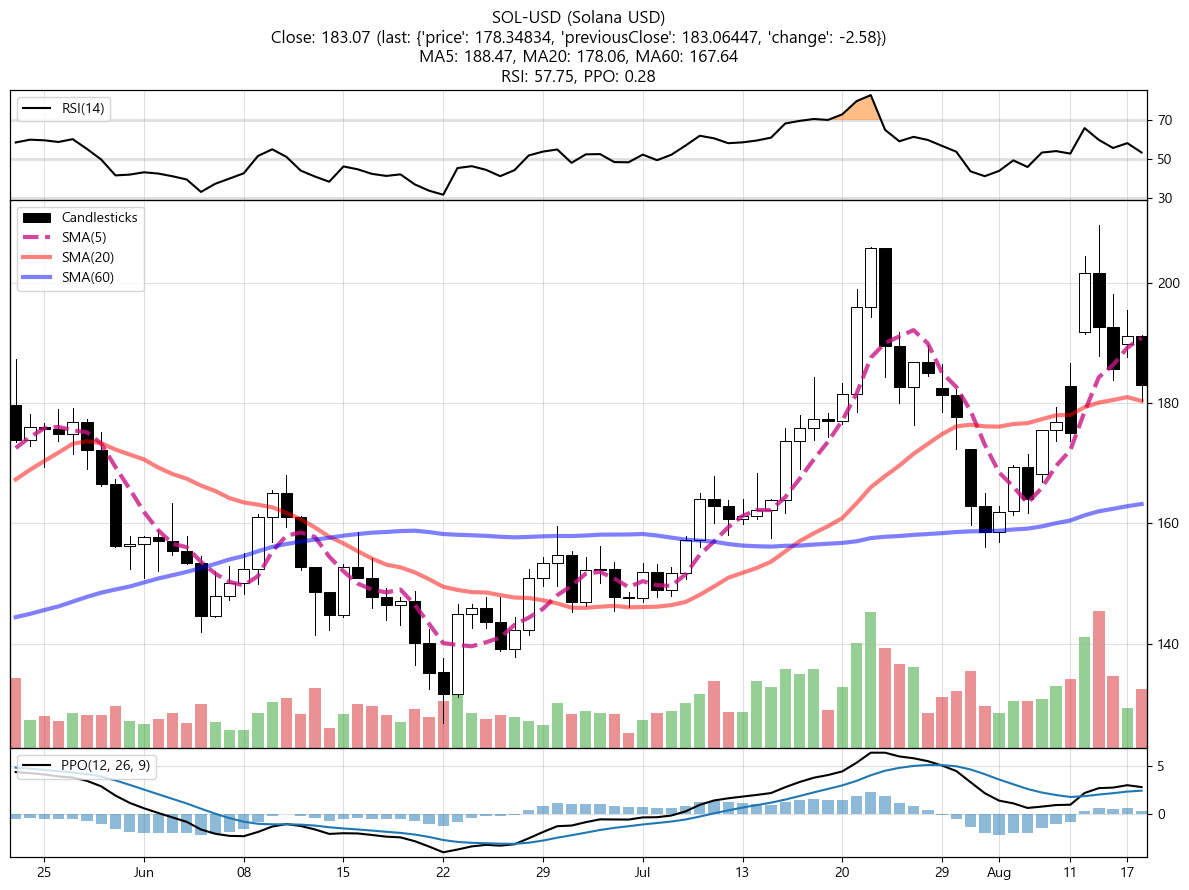 SOL-USD (Solana USD)
Close: 183.07 (last: {'price': 178.34834, 'previousClose': 183.06447, 'change': -2.58})
MA5: 188.47, MA20: 178.06, MA60: 167.64
RSI: 57.75, PPO: 0.28
RSI(14)
70
50
30
Candlesticks
SMA(5)
SMA(20)
SMA(60)
200
180
160
140
PPO(12, 26, 9)
5
0
25 Jun 08 15 22 29 Jul 13 20 29 Aug 11 17